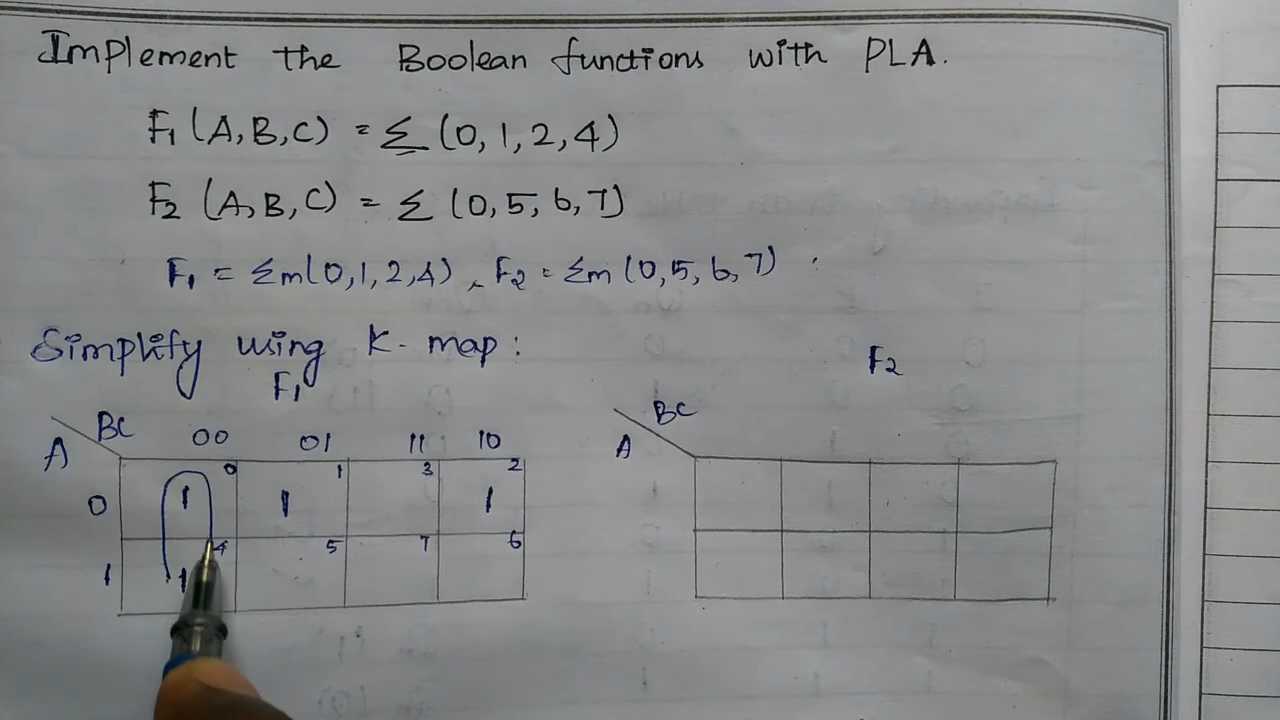 Implement the Boolean functions with PLA.
F1 (A,B,C) = Σ (0,1,2,4)
F2 (A,B,C) = Σ (0,5,6,7)
F1 = Σm(0,1,2,4), F2 = Σm (0,5,6,7)
Simplify using K-map:
F1
F2
BC 00 01 11 10
BC
A
A
0 1 3 2
0 1 1 1
4 5 7 6
1 1